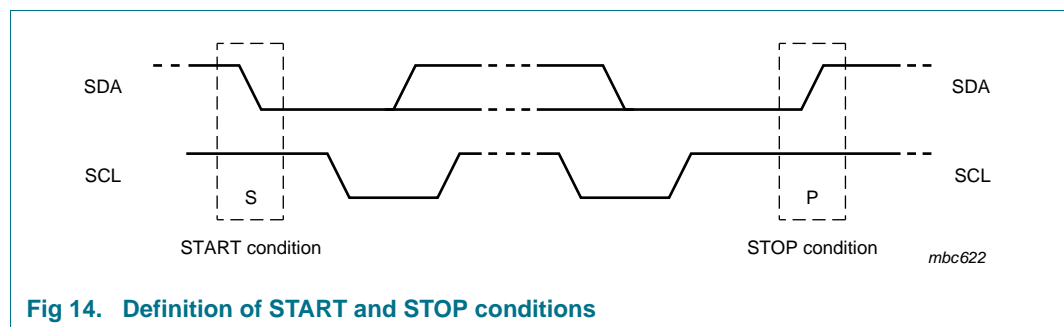 SDA SDA
SCL SCL
S P
START condition STOP condition
mbc622
Fig 14. Definition of START and STOP conditions